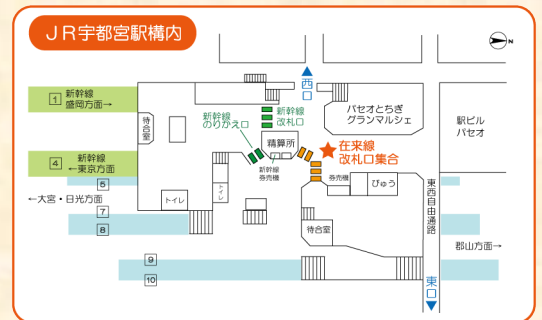 JR宇都宮駅構内
N
1
新幹線
盛岡方面→
待合室
新幹線
のりかえ口
新幹線
改札口
西口
パセオとちぎ
グランマルシェ
駅ビル
パセオ
精算所
在来線
改札口集合
4
新幹線
←東京方面
新幹線
券売機
券売機
びゅう
5
トイレ
トイレ
←大宮・日光方面
7
8
待合室
東西自由通路
郡山方面→
9
10
東口